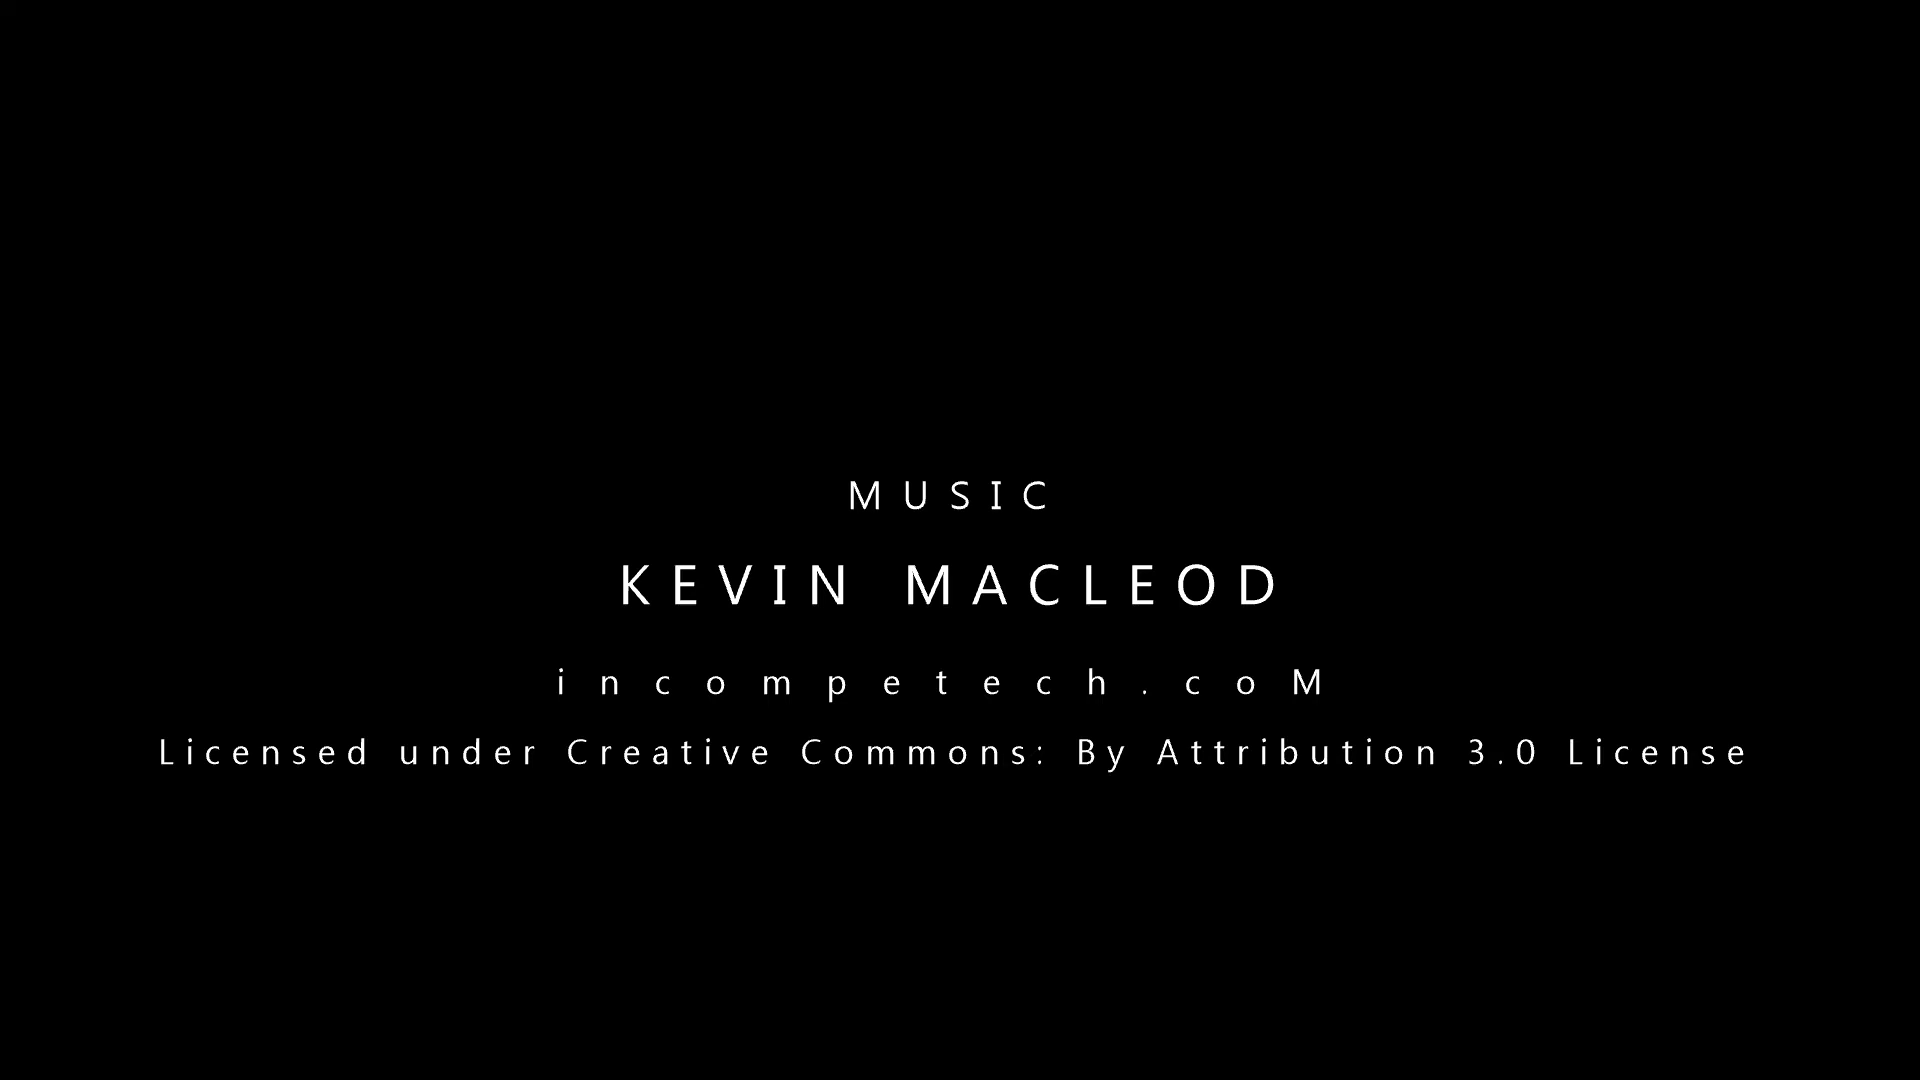 MUSIC
KEVIN MACLEOD
incompetech.coM
Licensed under Creative Commons: By Attribution 3.0 License